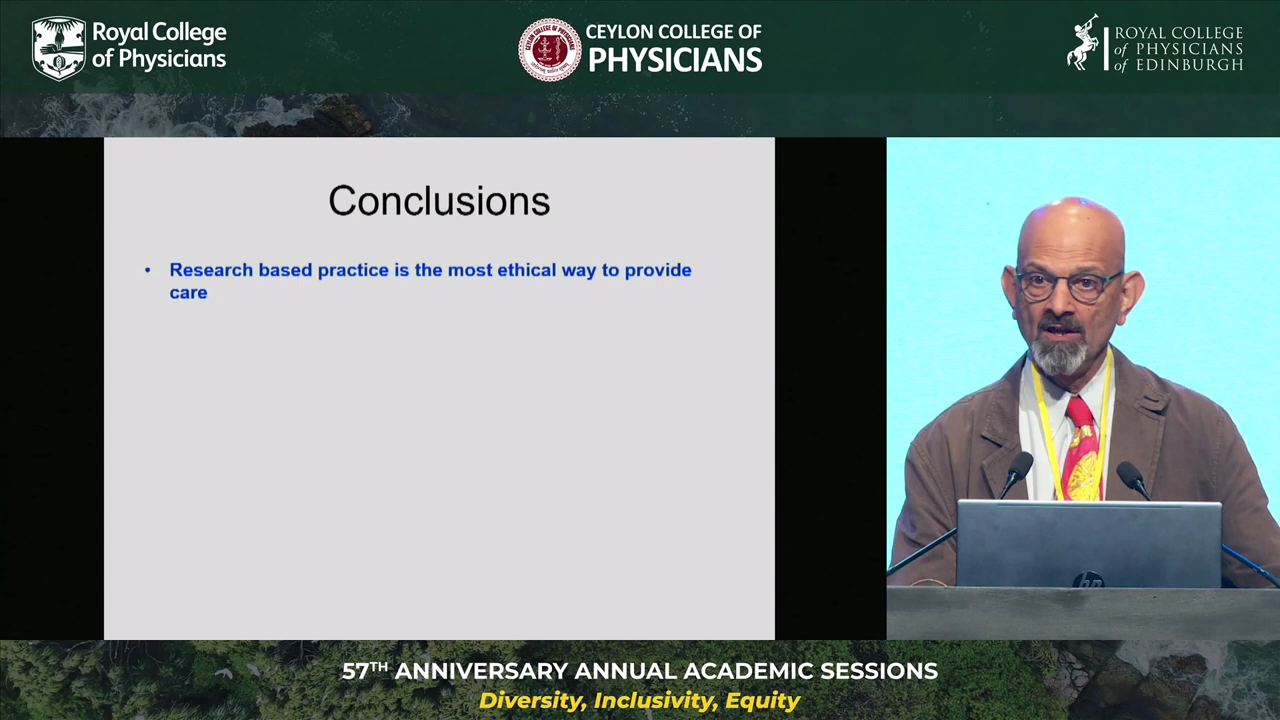 Royal College
of Physicians
CEYLON COLLEGE OF
PHYSICIANS
ROYAL COLLEGE
of PHYSICIANS
of EDINBURGH
Conclusions
• Research based practice is the most ethical way to provide
care
hp
57TH ANNIVERSARY ANNUAL ACADEMIC SESSIONS
Diversity, Inclusivity, Equity